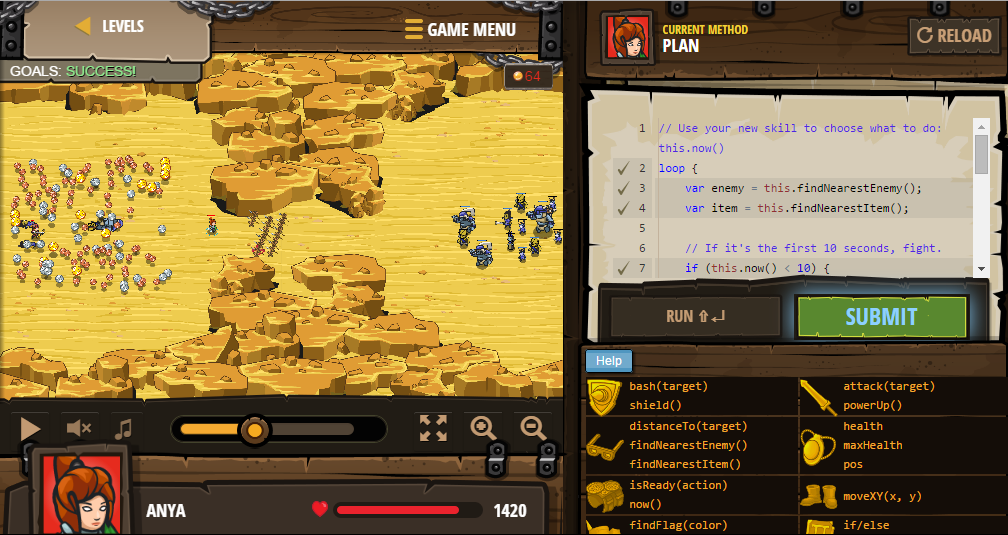 LEVELS
GAME MENU
GOALS: SUCCESS!
64
CURRENT METHOD
PLAN
RELOAD
1 // Use your new skill to choose what to do:
this.now()
2 loop {
3 var enemy = this.findNearestEnemy();
4 var item = this.findNearestItem();
5
6 // If it's the first 10 seconds, fight.
7 if (this.now() < 10) {
RUN
SUBMIT
Help
bash(target)
shield()
attack(target)
powerUp()
distanceTo(target)
findNearestEnemy()
findNearestItem()
health
maxHealth
pos
isReady(action)
now()
moveXY(x, y)
findFlag(color)
if/else
ANYA
1420